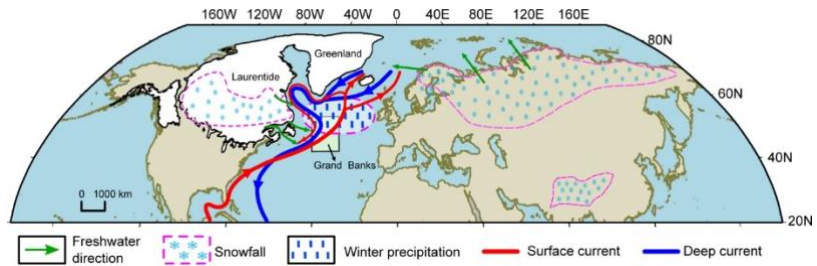 160W 120W 80W 40W 0 40E 80E 120E 160E
80N
Greenland
Laurentide
60N
Grand Banks
40N
0 1000 km
20N
Freshwater direction
Snowfall
Winter precipitation
Surface current
Deep current